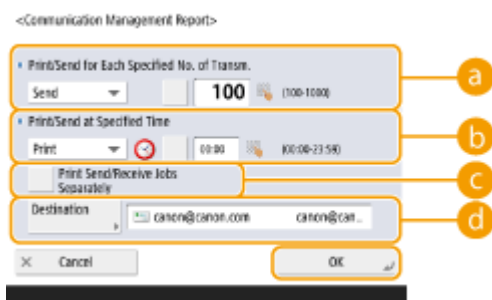 <Communication Management Report>
Print/Send for Each Specified No. of Transm.
a
Send 100 (100-1000)
Print/Send at Specified Time
b
Print 00:00 (00:00-23:59)
Print Send/Receive Jobs
Separately
c
Destination canon@canon.com canon@can...
d
× Cancel OK